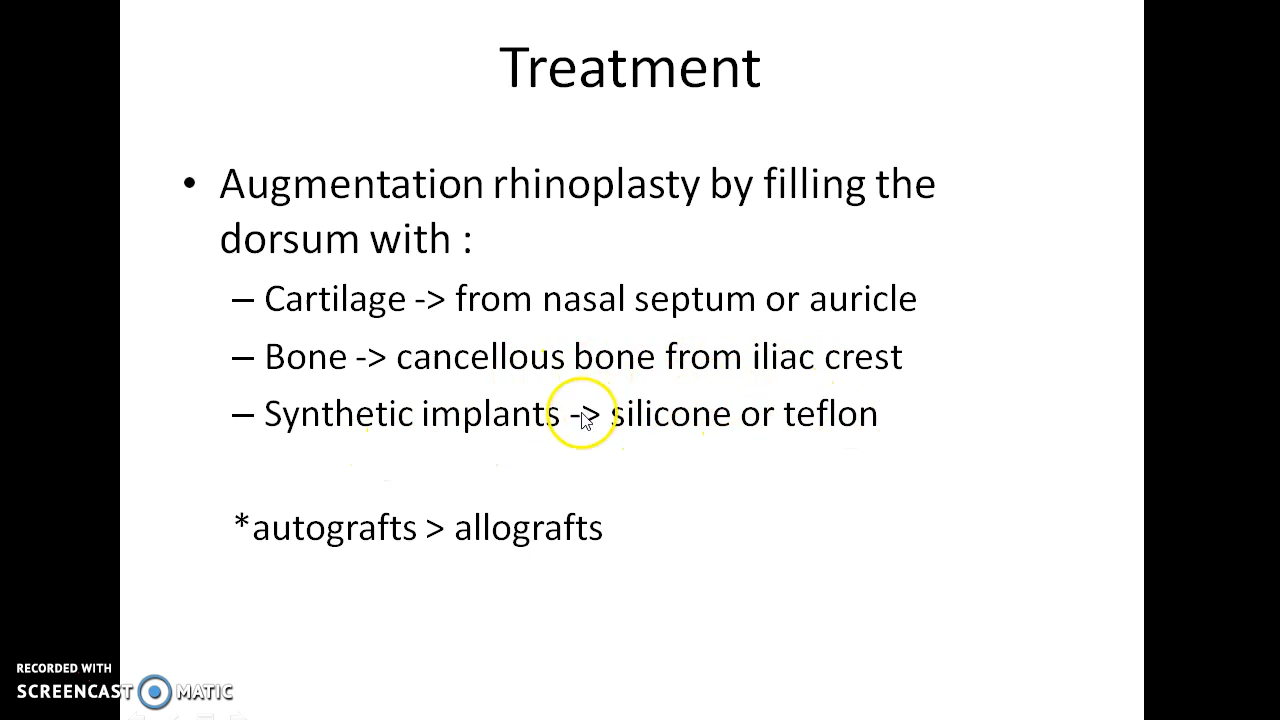 Treatment
• Augmentation rhinoplasty by filling the
dorsum with :
– Cartilage -> from nasal septum or auricle
– Bone -> cancellous bone from iliac crest
– Synthetic implants -> silicone or teflon
*autografts > allografts
RECORDED WITH
SCREENCAST MATIC